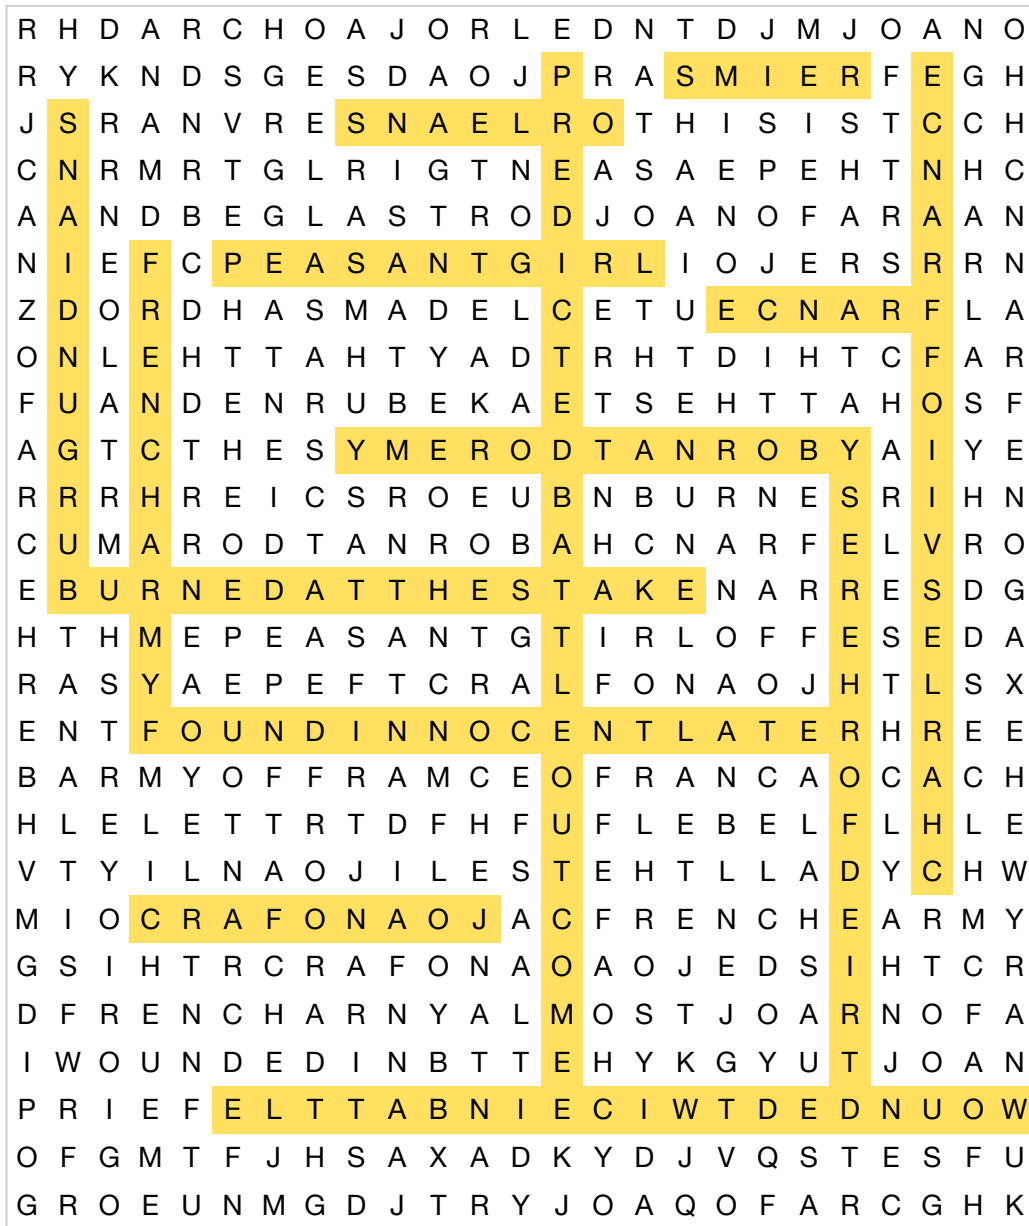 R H D A R C H O A J O R L E D N T D J M J O A N O
R Y K N D S G E S D A O J P R A S M I E R F E G H
J S R A N V R E S N A E L R O T H I S I S T C C H
C N R M R T G L R I G T N E A S A E P E H T N H C
A A N D B E G L A S T R O D J O A N O F A R A A N
N I E F C P E A S A N T G I R L I O J E R S R R N
Z D O R D H A S M A D E L C E T U E C N A R F L A
O N L E H T T A H T Y A D T R H T D I H T C F A R
F U A N D E N R U B E K A E T S E H T T A H O S F
A G T C T H E S Y M E R O D T A N R O B Y A I Y E
R R R H R E I C S R O E U B N B U R N E S R I H N
C U M A R O D T A N R O B A H C N A R F E L V R O
E B U R N E D A T T H E S T A K E N A R R E S D G
H T H M E P E A S A N T G T I R L O F F E S E D A
R A S Y A E P E F T C R A L F O N A O J H T L S X
E N T F O U N D I N N O C E N T L A T E R H R E E
B A R M Y O F F R A M C E O F R A N C A O C A C H
H L E L E T T R T D F H F U F L E B E L F L H L E
V T Y I L N A O J I L E S T E H T L L A D Y C H W
M I O C R A F O N A O J A C F R E N C H E A R M Y
G S I H T R C R A F O N A O A O J E D S I H T C R
D F R E N C H A R N Y A L M O S T J O A R N O F A
I W O U N D E D I N B T T E H Y K G Y U T J O A N
P R I E F E L T T A B N I E C I W T D E D N U O W
O F G M T F J H S A X A D K Y D J V Q S T E S F U
G R O E U N M G D J T R Y J O A Q O F A R C G H K